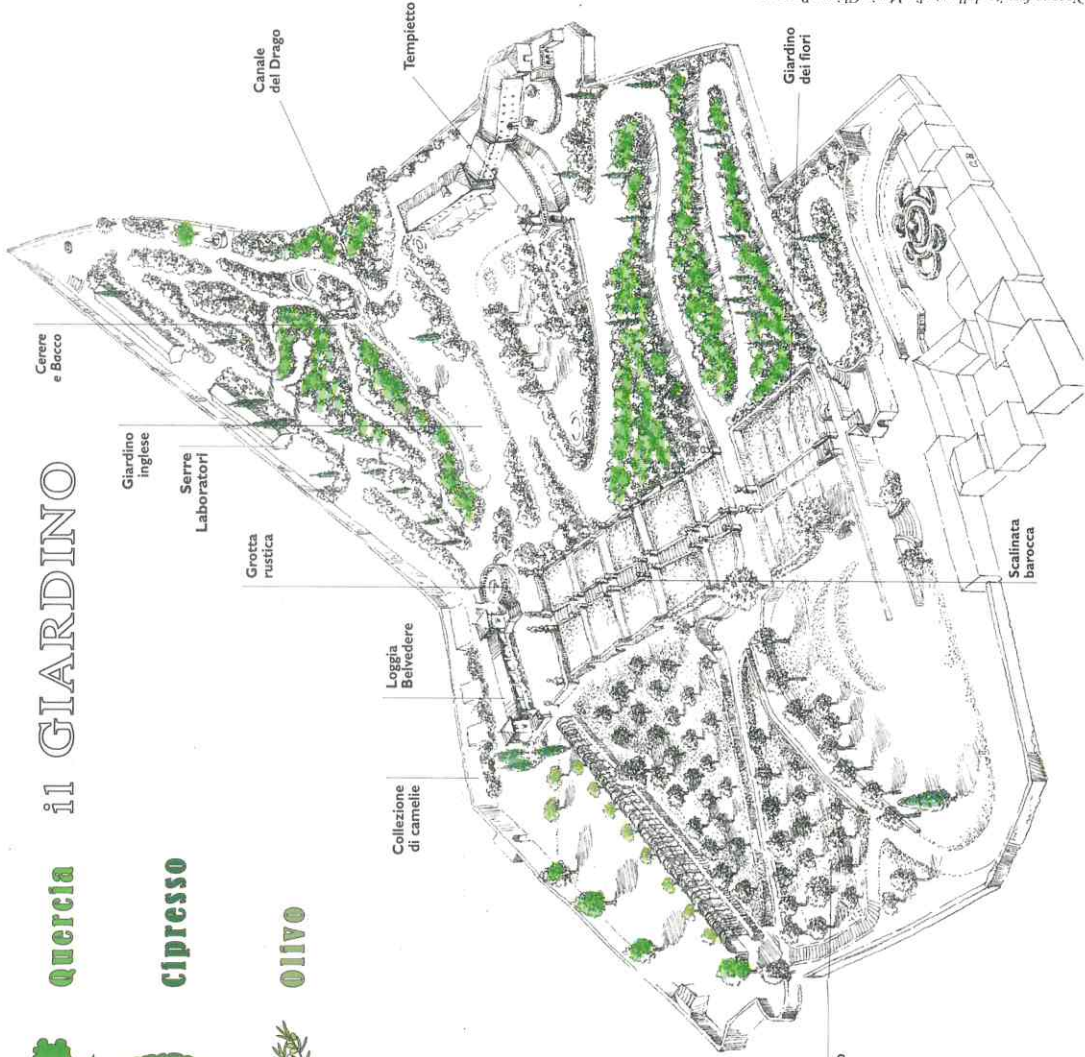 il GIARDINO
Quercia
Cipresso
Olivo
Canale
del Drago
Tempietto
Cerere
e Bocco
Giardino
inglese
Serre
Laboratori
Grotta
rustica
Loggia
Belvedere
Collezione
di camelie
Giardino
dei fiori
Scalinata
barocca